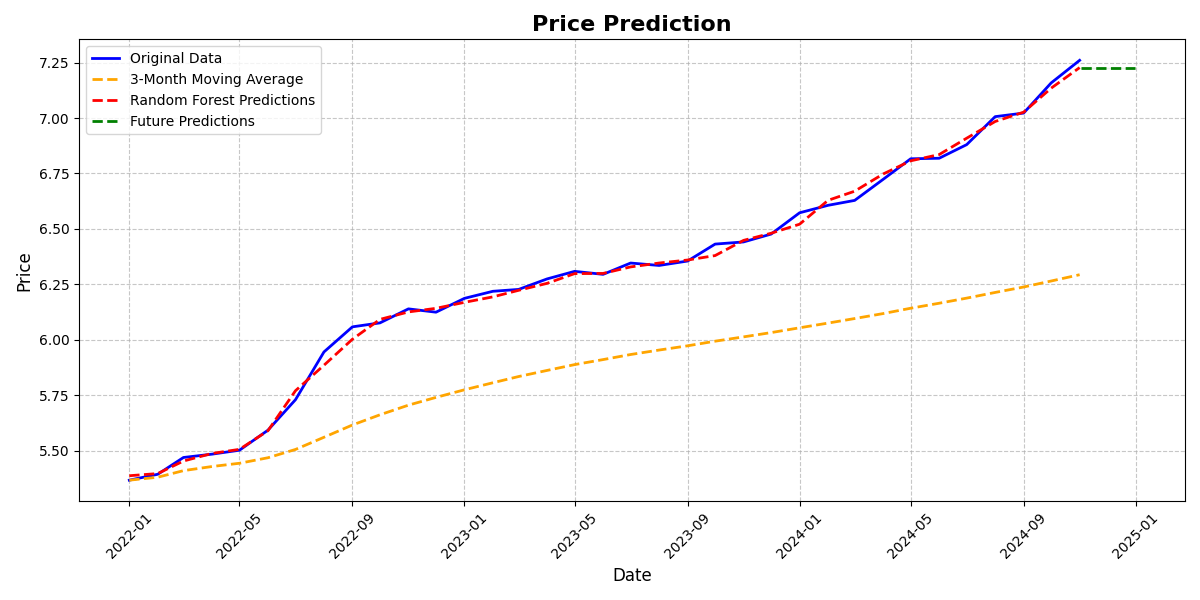 Price Prediction
Original Data
3-Month Moving Average
Random Forest Predictions
Future Predictions
Price
7.25
7.00
6.75
6.50
6.25
6.00
5.75
5.50
2022-01
2022-05
2022-09
2023-01
2023-05
2023-09
2024-01
2024-05
2024-09
2025-01
Date